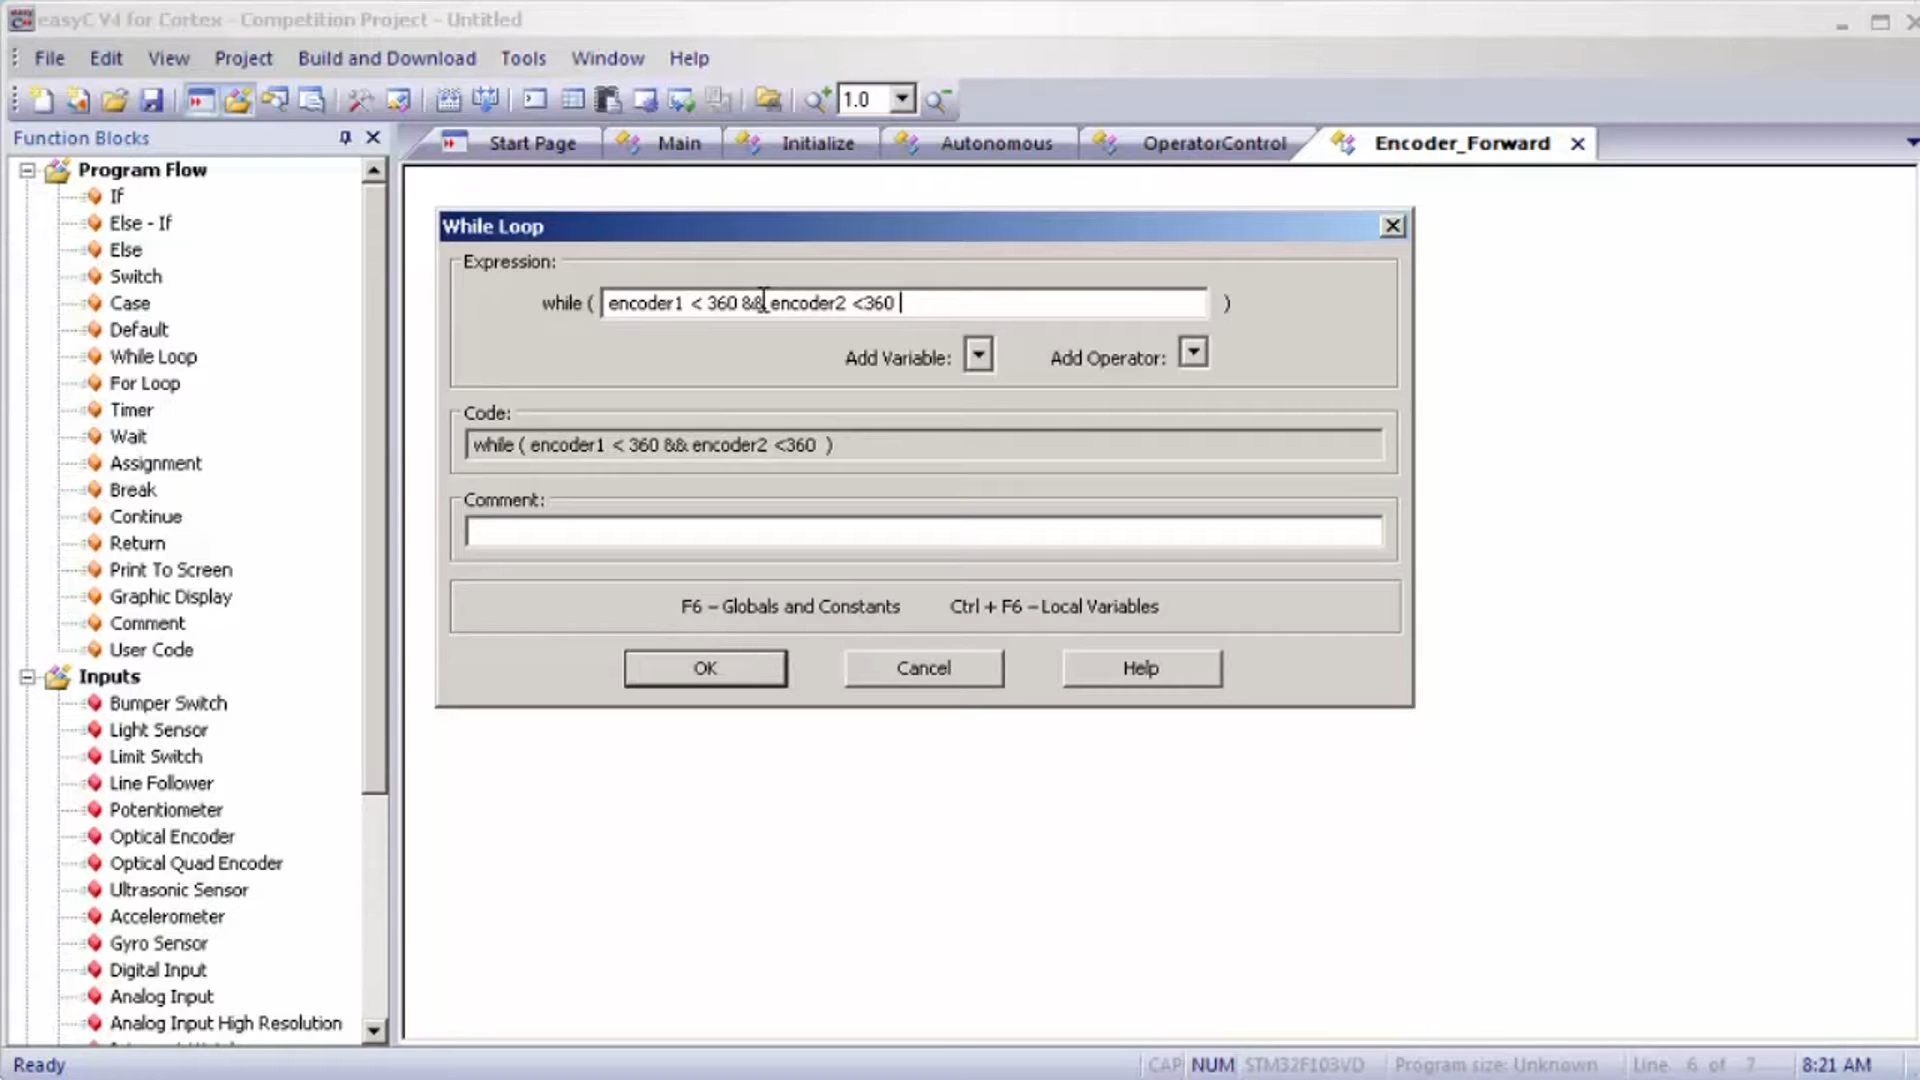 easyC V4 for Cortex - Competition Project - Untitled
File Edit View Project Build and Download Tools Window Help
1.0
Function Blocks
Start Page Main Initialize Autonomous OperatorControl Encoder_Forward
Program Flow
If
Else - If
Else
Switch
Case
Default
While Loop
For Loop
Timer
Wait
Assignment
Break
Continue
Return
Print To Screen
Graphic Display
Comment
User Code
Inputs
Bumper Switch
Light Sensor
Limit Switch
Line Follower
Potentiometer
Optical Encoder
Optical Quad Encoder
Ultrasonic Sensor
Accelerometer
Gyro Sensor
Digital Input
Analog Input
Analog Input High Resolution
While Loop
Expression:
while ( encoder1 < 360 && encoder2 <360 )
Add Variable: Add Operator:
Code:
while ( encoder1 < 360 && encoder2 <360 )
Comment:
F6 – Globals and Constants Ctrl + F6 – Local Variables
OK Cancel Help
Ready CAP NUM STM32F103VD Program size: Unknown Line 6 of 7 8:21 AM